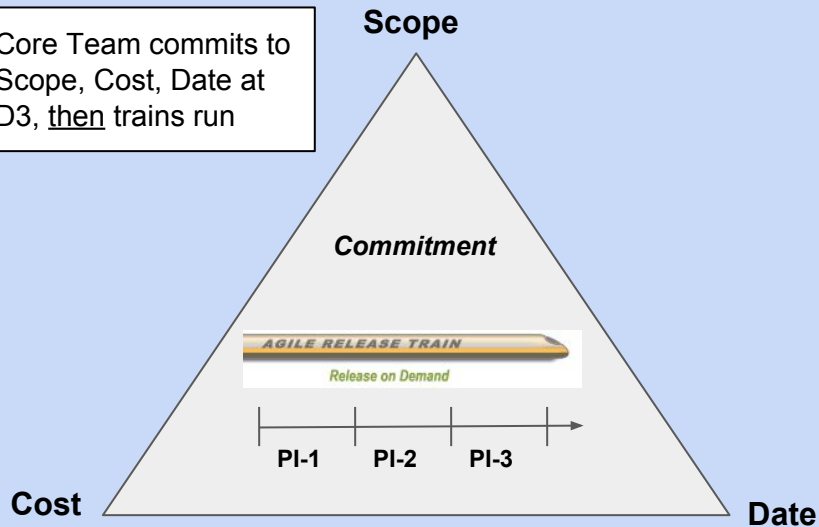 Scope
Core Team commits to
Scope, Cost, Date at
D3, then trains run
Commitment
AGILE RELEASE TRAIN
Release on Demand
PI-1 PI-2 PI-3
Cost
Date